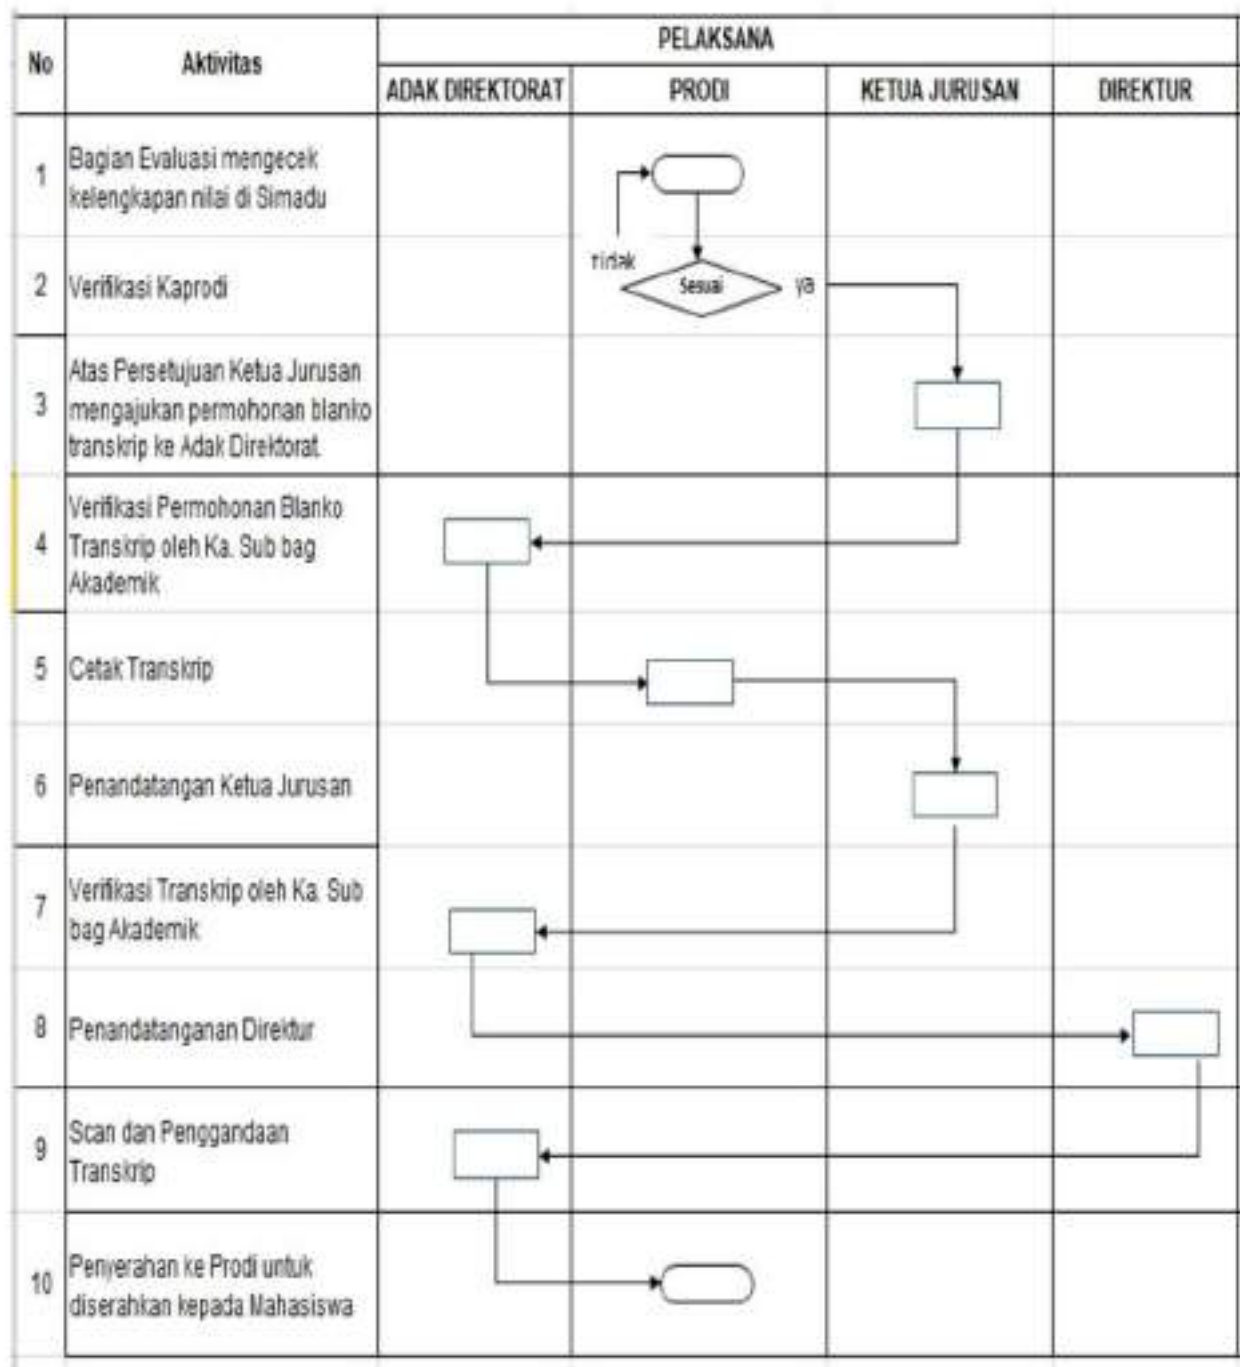 No
Aktivitas
PELAKSANA
ADAK DIREKTORAT
PRODI
KETUA JURUSAN
DIREKTUR
1
Bagian Evaluasi mengecek
kelengkapan nilai di Simadu
Tidak
2
Verifikasi Kaprodi
Sesuai
ya
3
Atas Persetujuan Ketua Jurusan
mengajukan permohonan blanko
transkrip ke Adak Direktorat.
4
Verifikasi Permohonan Blanko
Transkrip oleh Ka. Sub bag
Akademik
5
Cetak Transkrip
6
Penandatangan Ketua Jurusan
7
Verifikasi Transkrip oleh Ka. Sub
bag Akademik
8
Penandatanganan Direktur
9
Scan dan Penggandaan
Transkrip
10
Penyerahan ke Prodi untuk
diserahkan kepada Mahasiswa